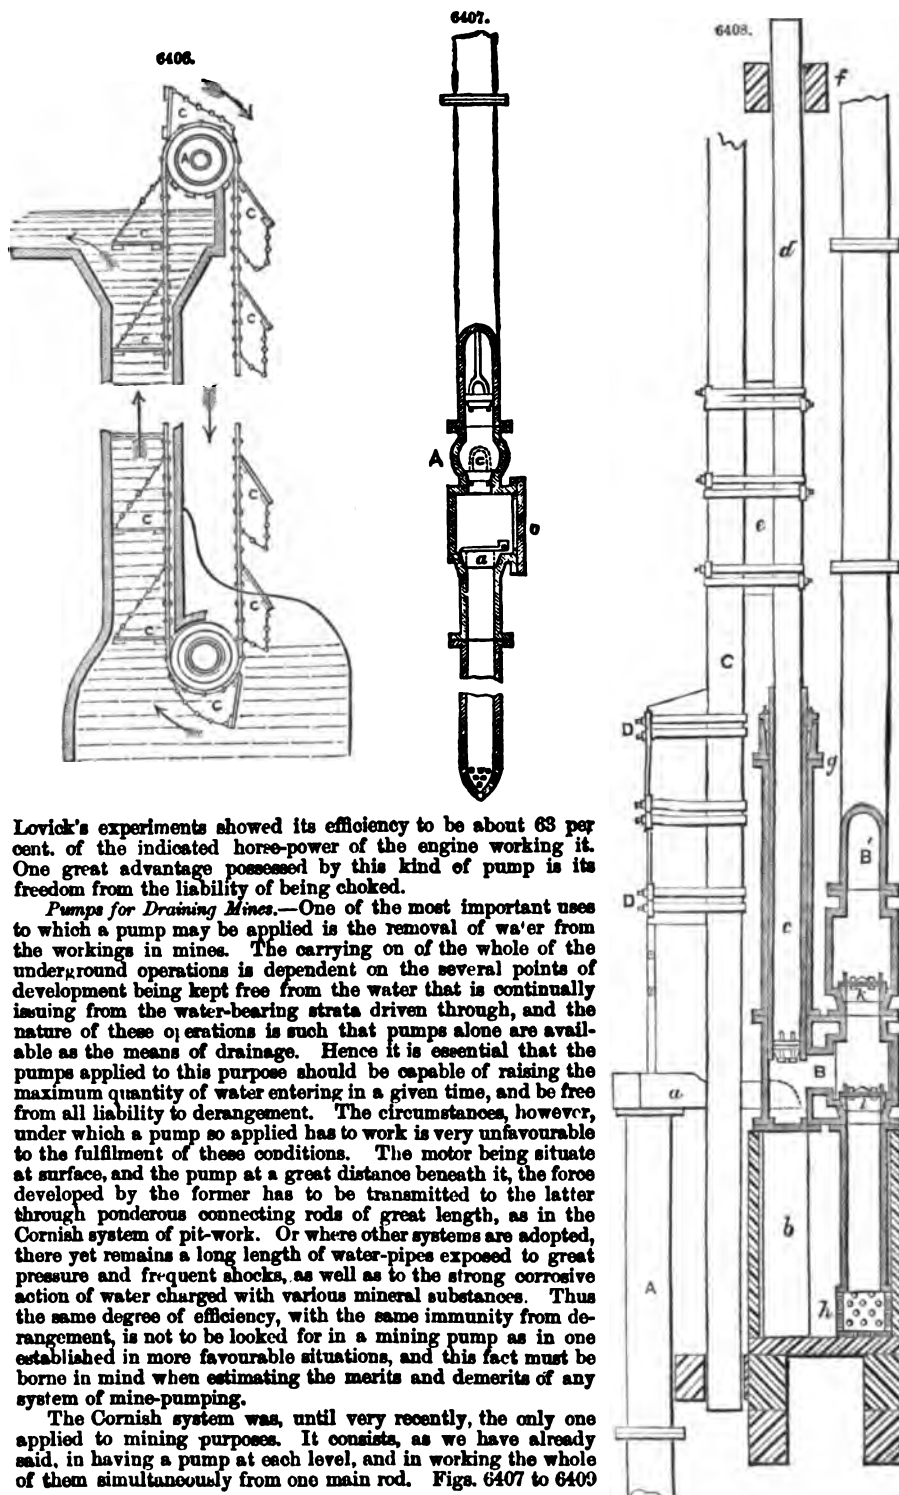 6406.
6407.
6408.
C
A
C
C
C
C
C
C
C
C
C
A
c
o
a
f
d
e
C
D
g
B'
D
c
k
B
a
i
b
A
h
Lovick's experiments showed its efficiency to be about 63 per
cent. of the indicated horse-power of the engine working it.
One great advantage possessed by this kind of pump is its
freedom from the liability of being choked.
Pumps for Draining Mines.—One of the most important uses
to which a pump may be applied is the removal of wa'er from
the workings in mines. The carrying on of the whole of the
underground operations is dependent on the several points of
development being kept free from the water that is continually
issuing from the water-bearing strata driven through, and the
nature of these operations is such that pumps alone are avail-
able as the means of drainage. Hence it is essential that the
pumps applied to this purpose should be capable of raising the
maximum quantity of water entering in a given time, and be free
from all liability to derangement. The circumstances, however,
under which a pump so applied has to work is very unfavourable
to the fulfilment of these conditions. The motor being situate
at surface, and the pump at a great distance beneath it, the force
developed by the former has to be transmitted to the latter
through ponderous connecting rods of great length, as in the
Cornish system of pit-work. Or where other systems are adopted,
there yet remains a long length of water-pipes exposed to great
pressure and frequent shocks, as well as to the strong corrosive
action of water charged with various mineral substances. Thus
the same degree of efficiency, with the same immunity from de-
rangement, is not to be looked for in a mining pump as in one
established in more favourable situations, and this fact must be
borne in mind when estimating the merits and demerits of any
system of mine-pumping.
The Cornish system was, until very recently, the only one
applied to mining purposes. It consists, as we have already
said, in having a pump at each level, and in working the whole
of them simultaneously from one main rod. Figs. 6407 to 6409